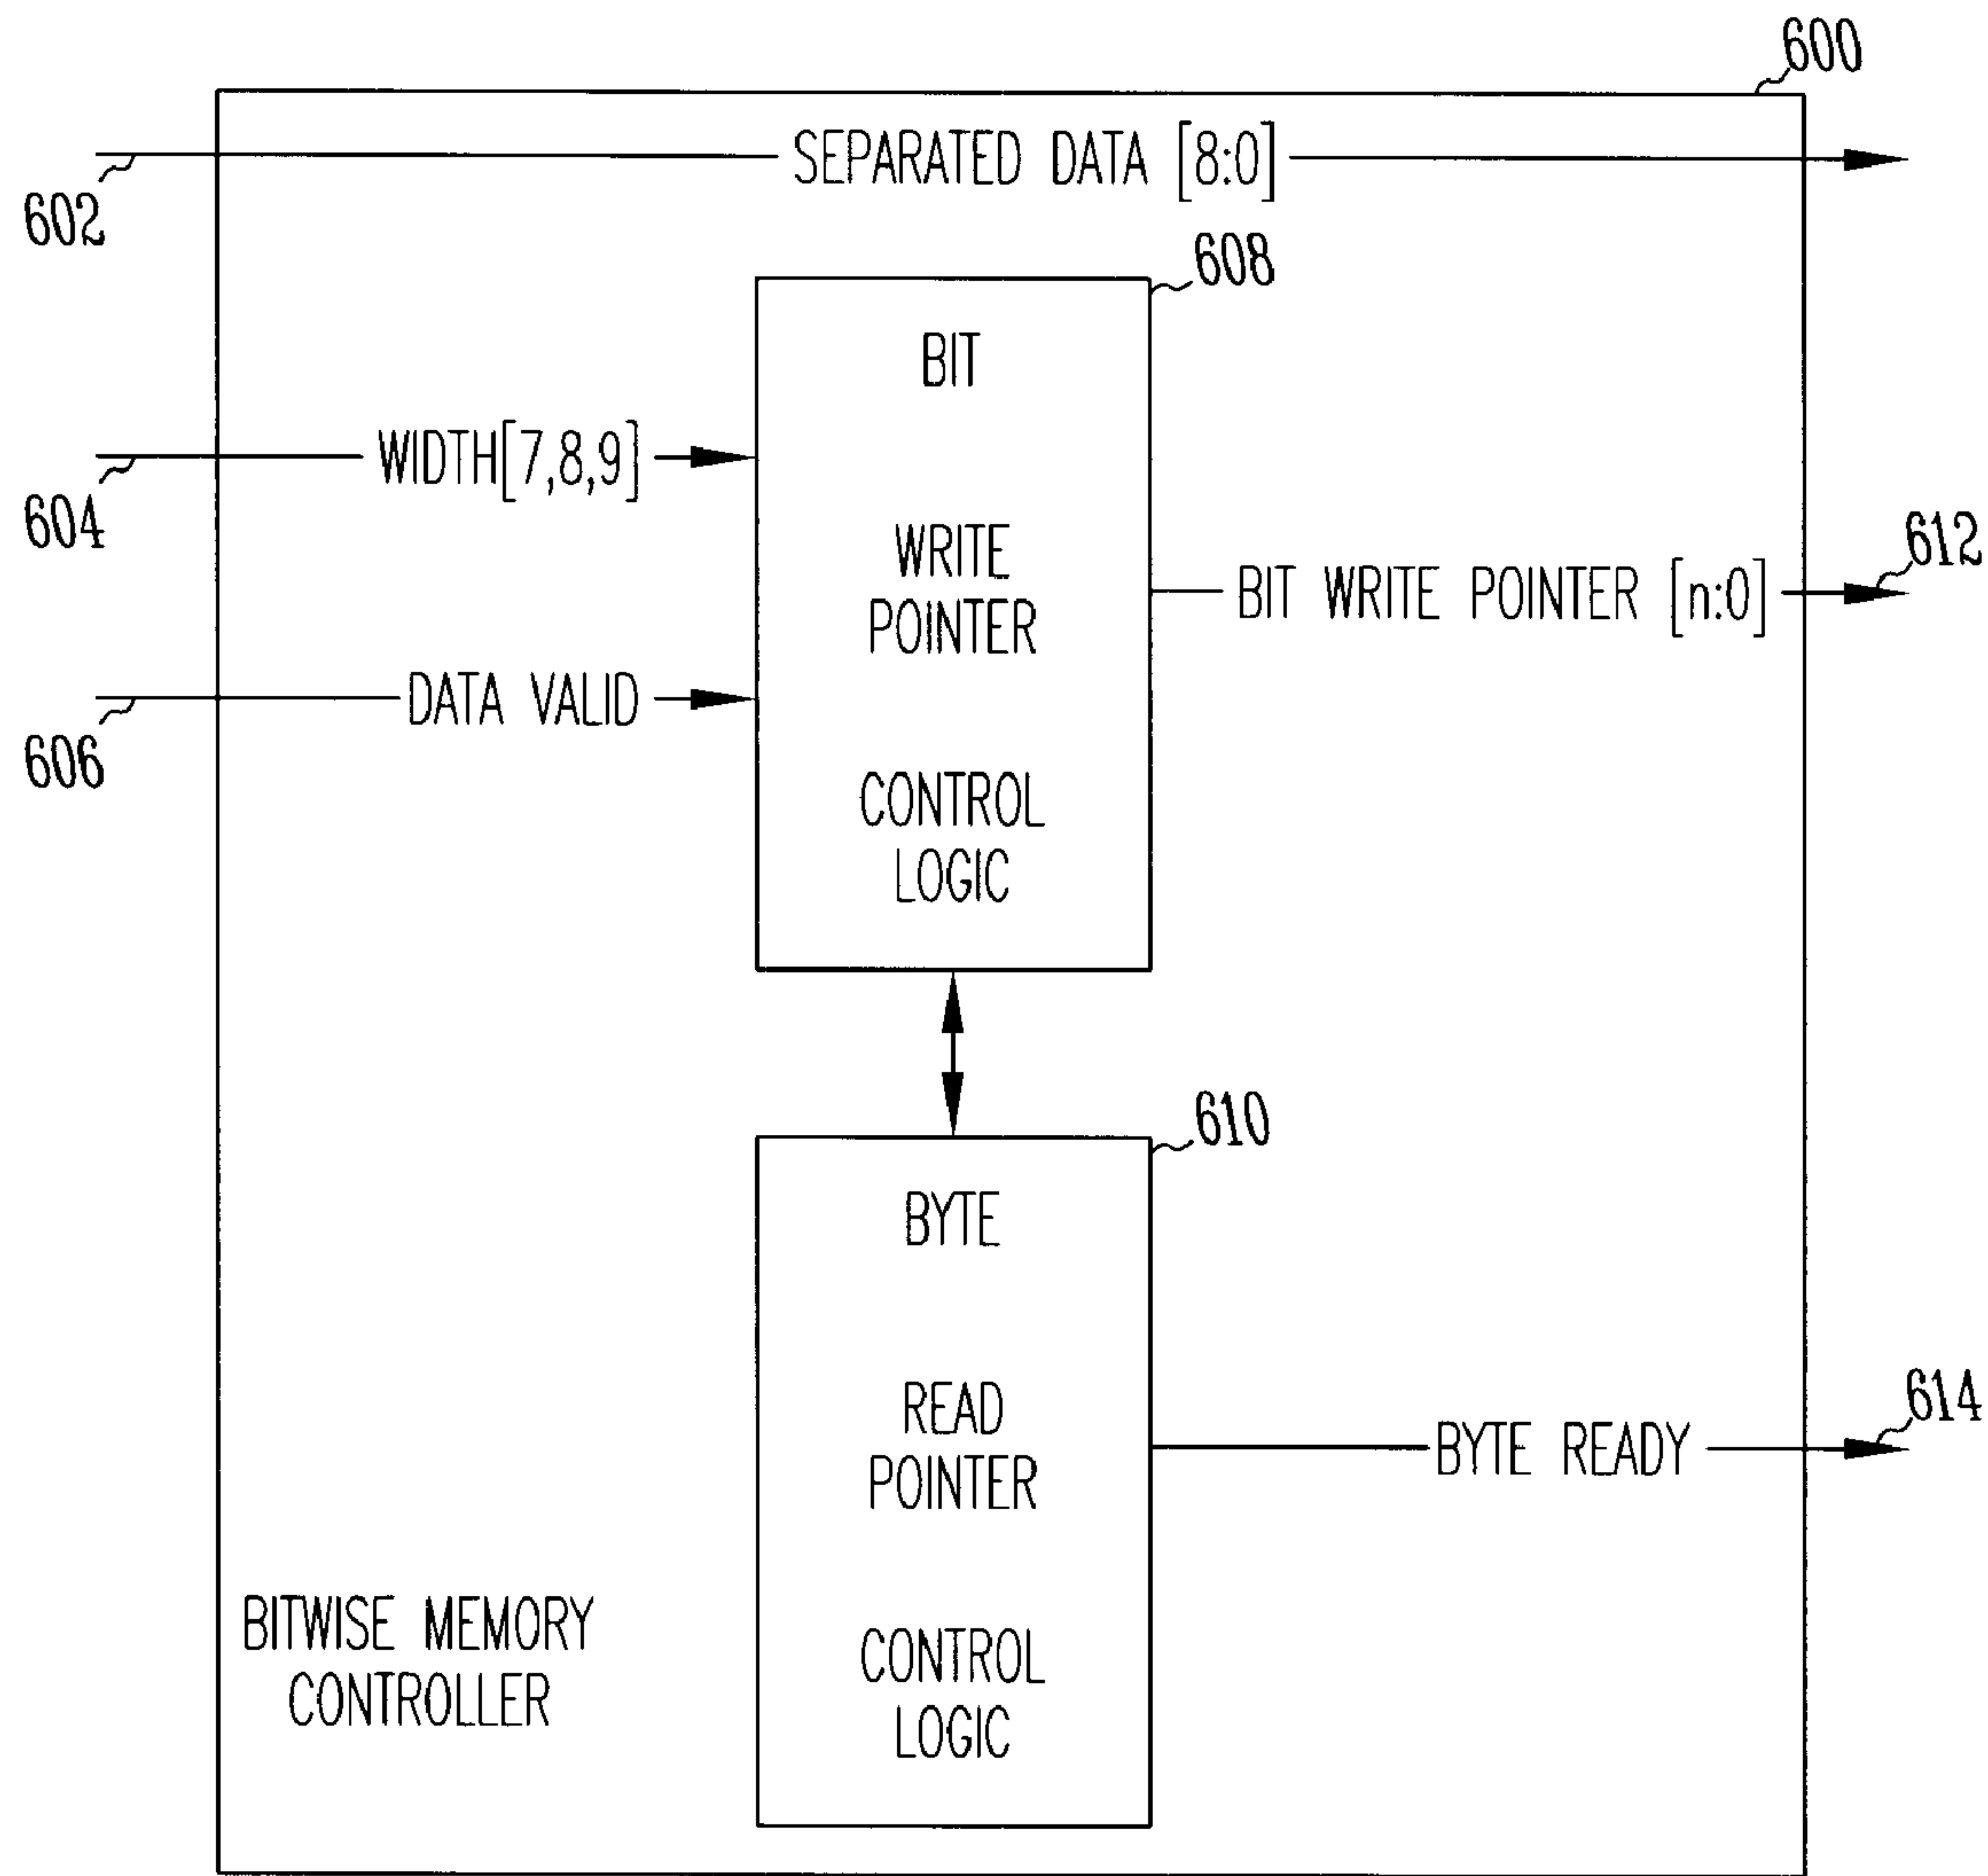 600
SEPARATED DATA [8:0]
602
608
BIT
WIDTH[7,8,9]
604
WRITE
POINTER
612
BIT WRITE POINTER [n:0]
DATA VALID
606
CONTROL
LOGIC
610
BYTE
READ
POINTER
614
BYTE READY
BITWISE MEMORY
CONTROLLER
CONTROL
LOGIC